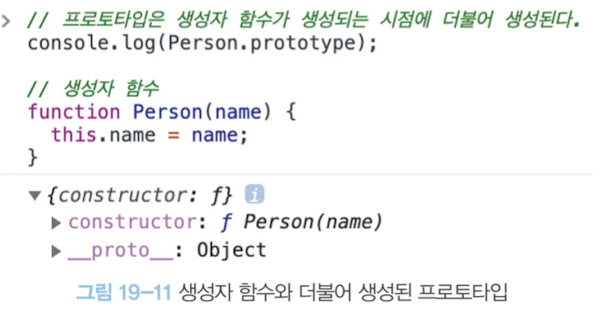 > // 프로토타입은 생성자 함수가 생성되는 시점에 더불어 생성된다.
console.log(Person.prototype);
// 생성자 함수
function Person(name) {
  this.name = name;
}
▼{constructor: ƒ} i
▶constructor: ƒ Person(name)
▶__proto__: Object
그림 19-11 생성자 함수와 더불어 생성된 프로토타입